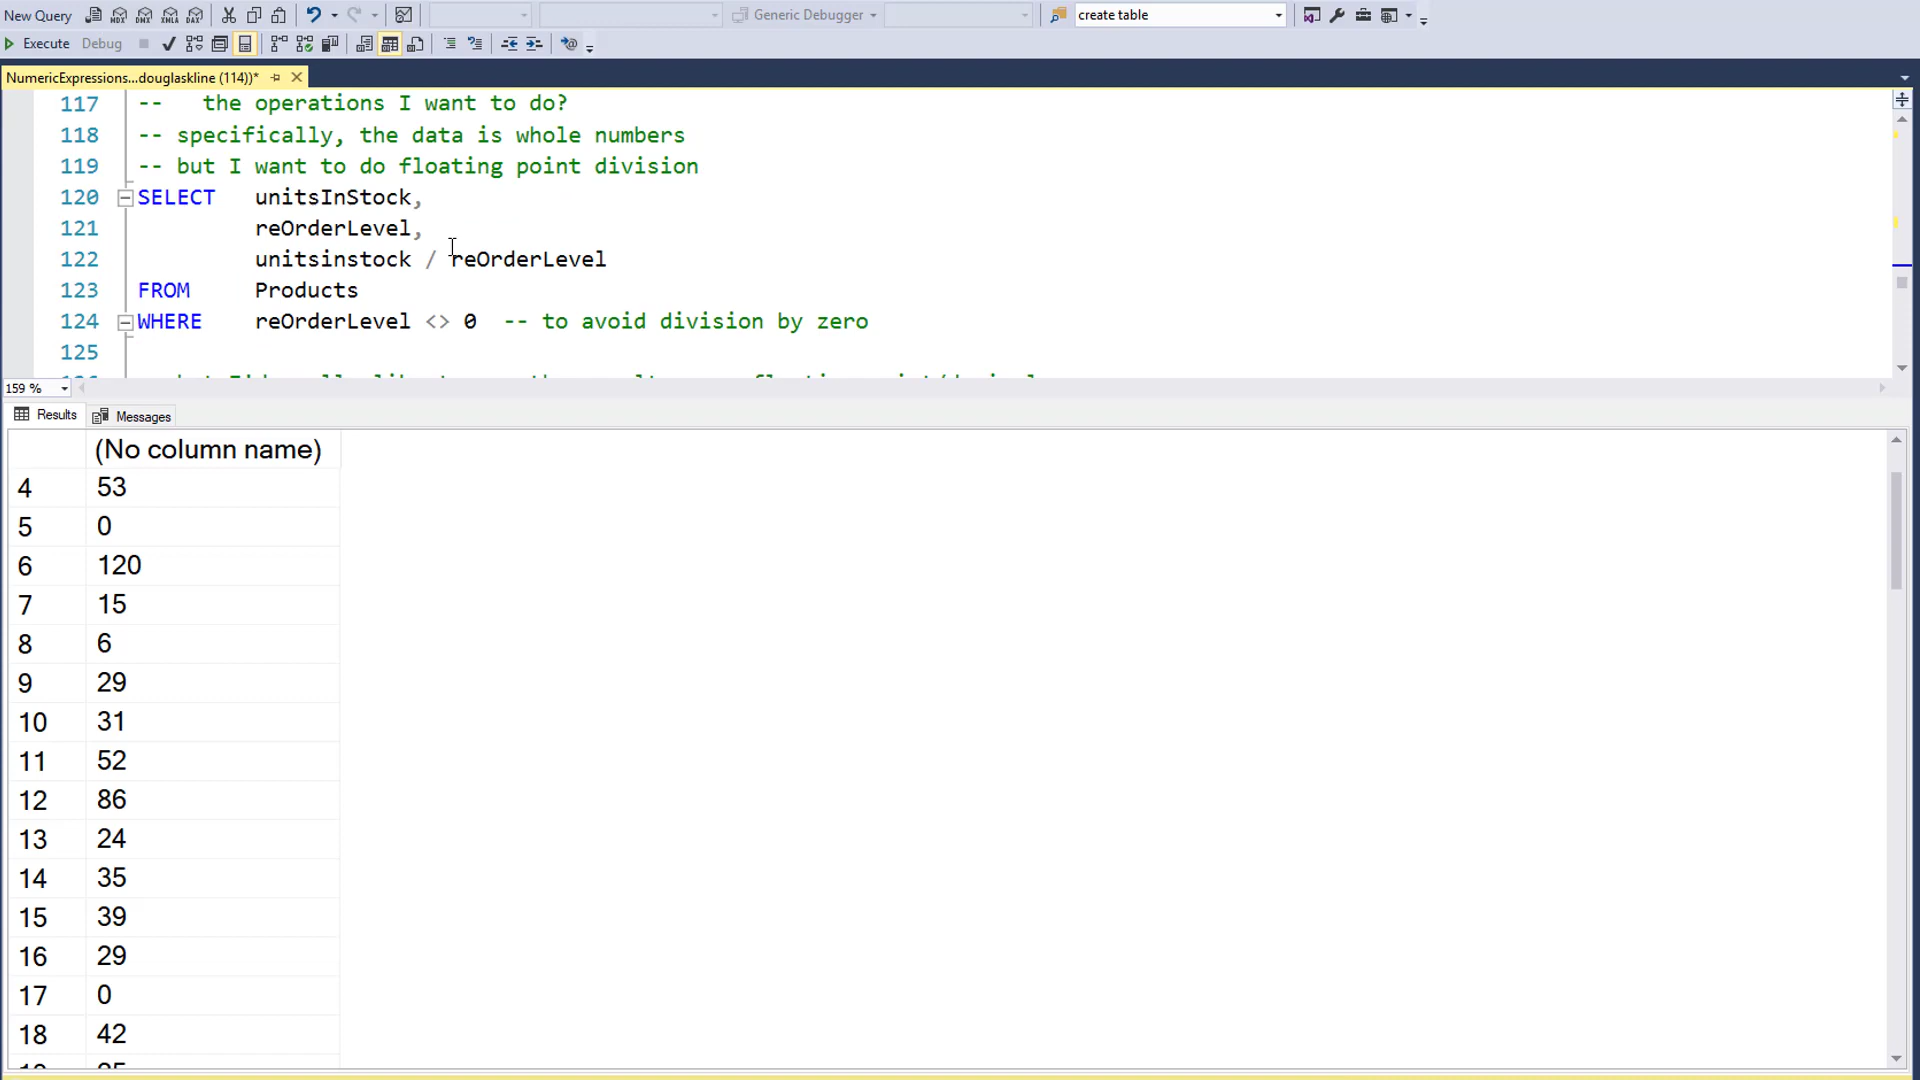 New Query
MDX
DMX
XMLA
DAX
Generic Debugger
create table
Execute
Debug
NumericExpressions...douglaskline (114))*
117 -- the operations I want to do?
118 -- specifically, the data is whole numbers
119 -- but I want to do floating point division
120 SELECT unitsInStock,
121 reOrderLevel,
122 unitsinstock / reOrderLevel
123 FROM Products
124 WHERE reOrderLevel <> 0 -- to avoid division by zero
125
159 %
Results
Messages
(No column name)
4 53
5 0
6 120
7 15
8 6
9 29
10 31
11 52
12 86
13 24
14 35
15 39
16 29
17 0
18 42